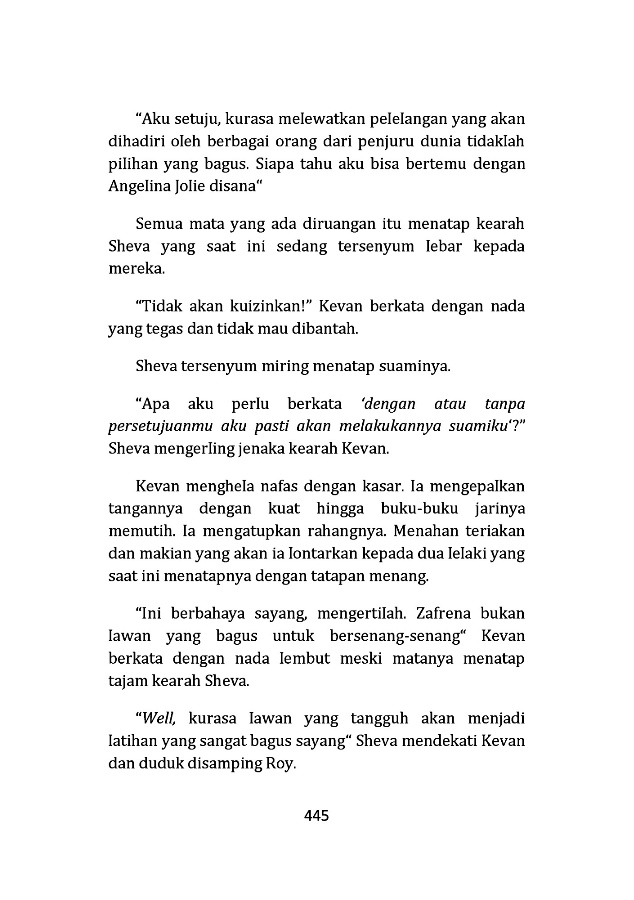 “Aku setuju, kurasa melewatkan pelelangan yang akan
dihadiri oleh berbagai orang dari penjuru dunia tidaklah
pilihan yang bagus. Siapa tahu aku bisa bertemu dengan
Angelina Jolie disana“
Semua mata yang ada diruangan itu menatap kearah
Sheva yang saat ini sedang tersenyum lebar kepada
mereka.
“Tidak akan kuizinkan!” Kevan berkata dengan nada
yang tegas dan tidak mau dibantah.
Sheva tersenyum miring menatap suaminya.
“Apa aku perlu berkata ‘dengan atau tanpa
persetujuanmu aku pasti akan melakukannya suamiku‘?”
Sheva mengerling jenaka kearah Kevan.
Kevan menghela nafas dengan kasar. Ia mengepalkan
tangannya dengan kuat hingga buku-buku jarinya
memutih. Ia mengatupkan rahangnya. Menahan teriakan
dan makian yang akan ia lontarkan kepada dua lelaki yang
saat ini menatapnya dengan tatapan menang.
“Ini berbahaya sayang, mengertilah. Zafrena bukan
lawan yang bagus untuk bersenang-senang“ Kevan
berkata dengan nada lembut meski matanya menatap
tajam kearah Sheva.
“Well, kurasa lawan yang tangguh akan menjadi
latihan yang sangat bagus sayang“ Sheva mendekati Kevan
dan duduk disamping Roy.
445